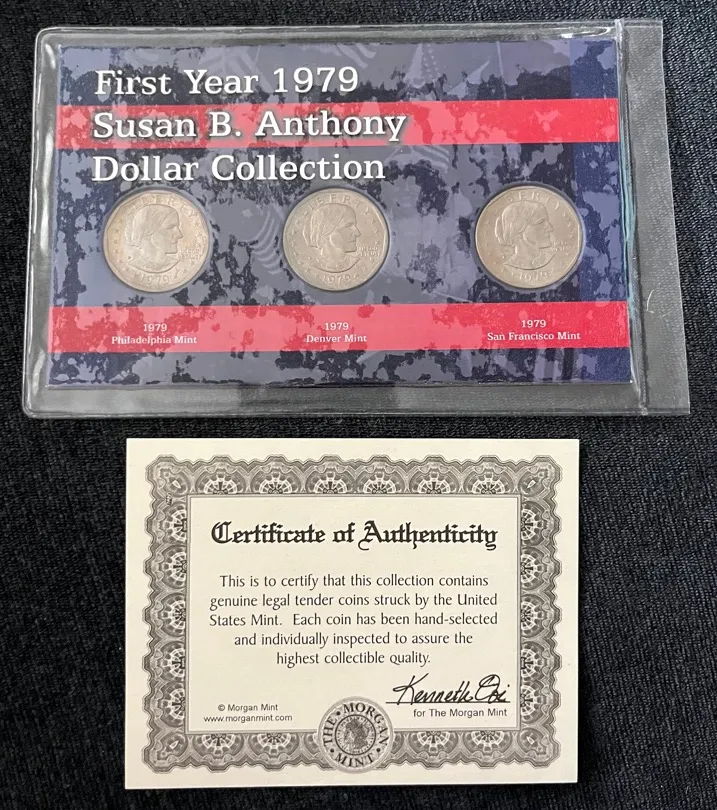 First Year 1979
Susan B. Anthony
Dollar Collection
LIBERTY
1979
LIBERTY
1979
LIBERTY
1979
1979
Philadelphia Mint
1979
Denver Mint
1979
San Francisco Mint
Certificate of Authenticity
This is to certify that this collection contains
genuine legal tender coins struck by the United
States Mint. Each coin has been hand-selected
and individually inspected to assure the
highest collectible quality.
Kenneth
© Morgan Mint
www.morganmint.com
for The Morgan Mint
THE • MORGAN • MINT •